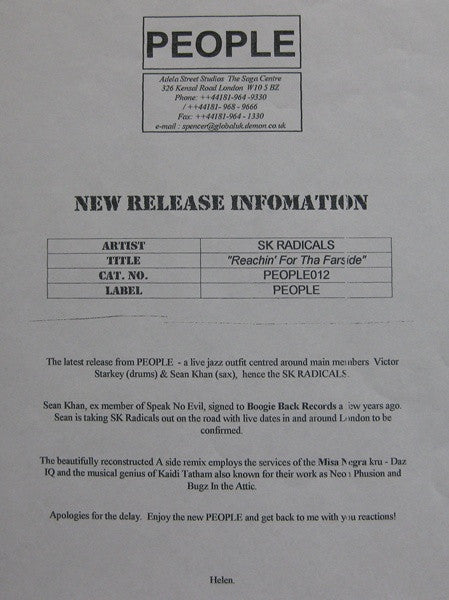 PEOPLE
Adela Street Studios The Saga Centre
326 Kensal Road London W10 5 BZ
Phone: ++44181-964 -9330
/ ++44181- 968 - 9666
Fax: ++44181-964 - 1330
e-mail : spencer@globaluk.demon.co.uk
NEW RELEASE INFOMATION
ARTIST SK RADICALS
TITLE "Reachin' For Tha Farside"
CAT. NO. PEOPLE012
LABEL PEOPLE
The latest release from PEOPLE - a live jazz outfit centred around main members Victor
Starkey (drums) & Sean Khan (sax), hence the SK RADICALS.
Sean Khan, ex member of Speak No Evil, signed to Boogie Back Records a few years ago.
Sean is taking SK Radicals out on the road with live dates in and around London to be
confirmed.
The beautifully reconstructed A side remix employs the services of the Misa Negra kru - Daz
IQ and the musical genius of Kaidi Tatham also known for their work as Neon Phusion and
Bugz In the Attic.
Apologies for the delay. Enjoy the new PEOPLE and get back to me with you reactions!
Helen.